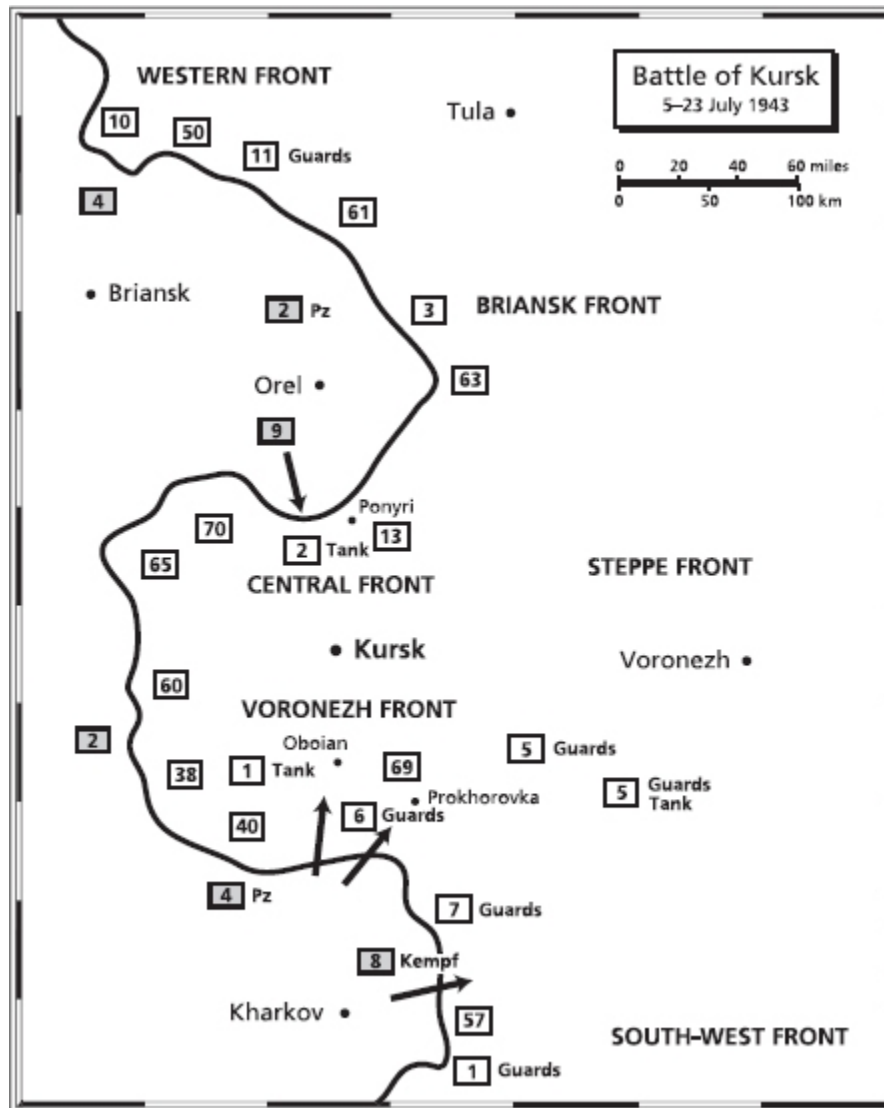 WESTERN FRONT
Battle of Kursk
5–23 July 1943
Tula
10
50
11 Guards
0 20 40 60 miles
0 50 100 km
4
61
Briansk
2 Pz
3
BRIANSK FRONT
Orel
63
9
Ponyri
70
13
2 Tank
65
STEPPE FRONT
CENTRAL FRONT
Kursk
Voronezh
60
VORONEZH FRONT
2
Oboian
5 Guards
38
1 Tank
69
5 Guards
Tank
Prokhorovka
40
6 Guards
4 Pz
7 Guards
8 Kempf
Kharkov
57
SOUTH–WEST FRONT
1 Guards